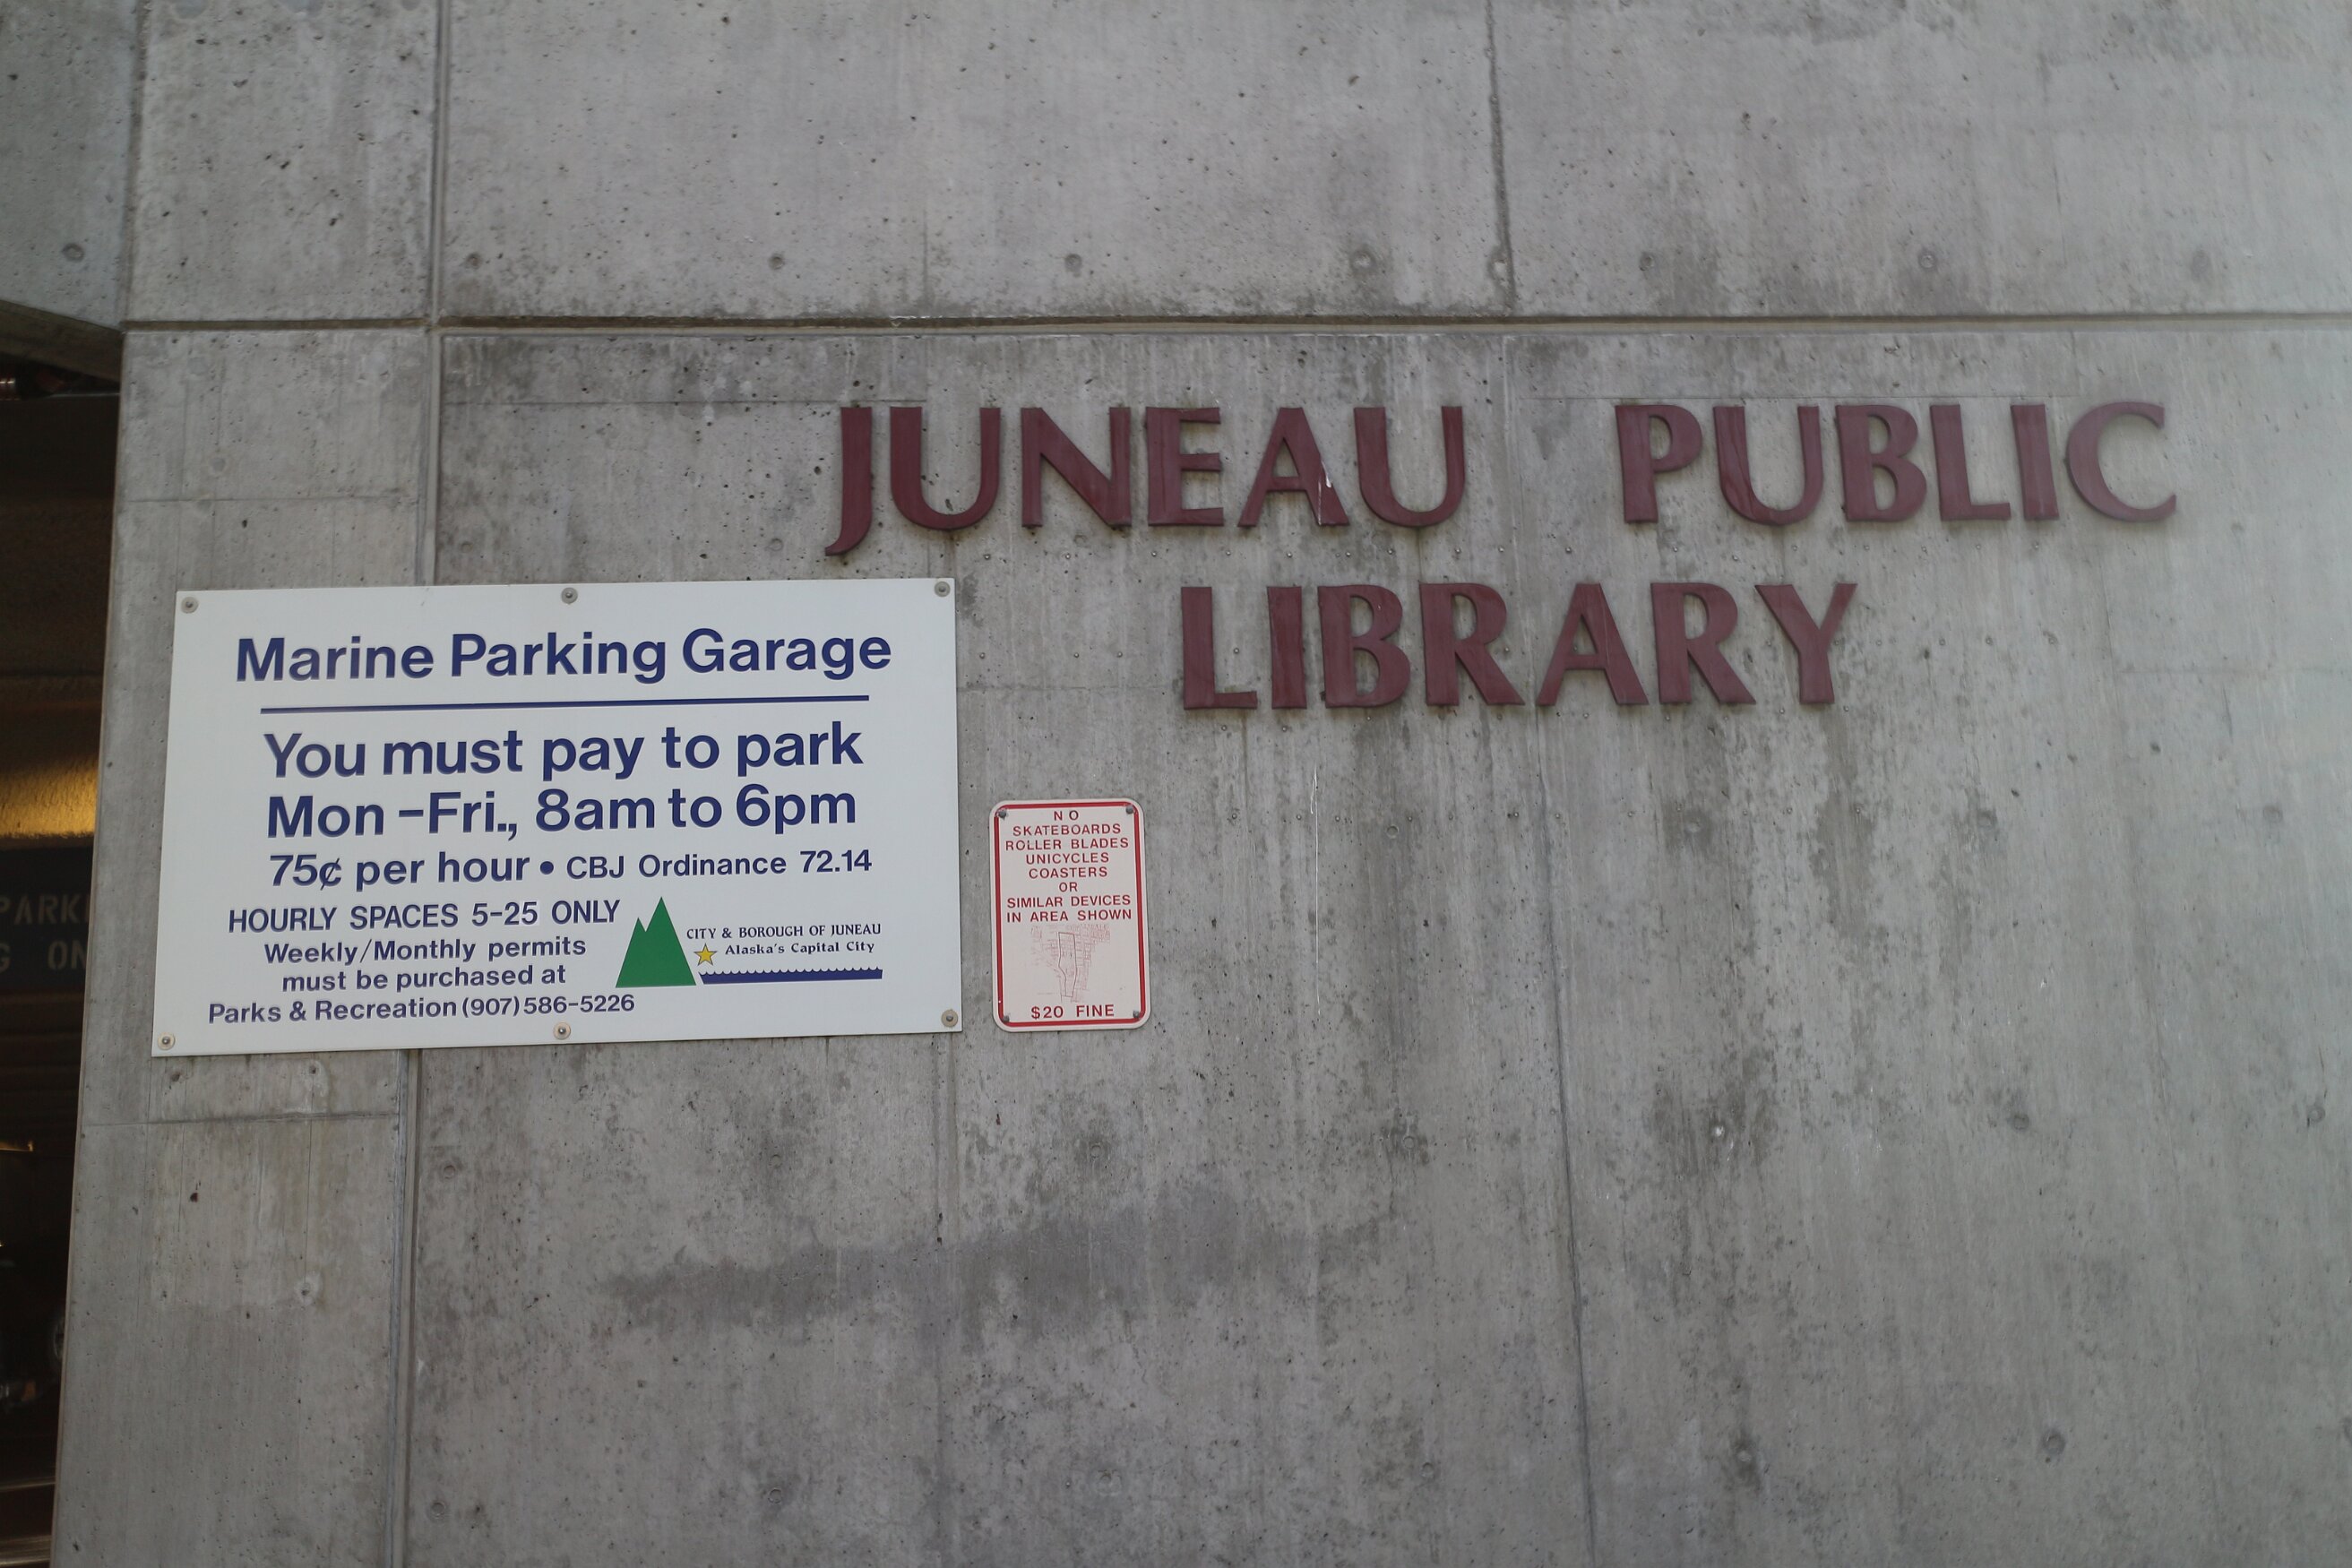 JUNEAU PUBLIC
LIBRARY
Marine Parking Garage
You must pay to park
Mon –Fri., 8am to 6pm
75¢ per hour • CBJ Ordinance 72.14
HOURLY SPACES 5-25 ONLY
Weekly/Monthly permits
must be purchased at
Parks & Recreation (907) 586-5226
CITY & BOROUGH OF JUNEAU
Alaska's Capital City
NO
SKATEBOARDS
ROLLER BLADES
UNICYCLES
COASTERS
OR
SIMILAR DEVICES
IN AREA SHOWN
$20 FINE